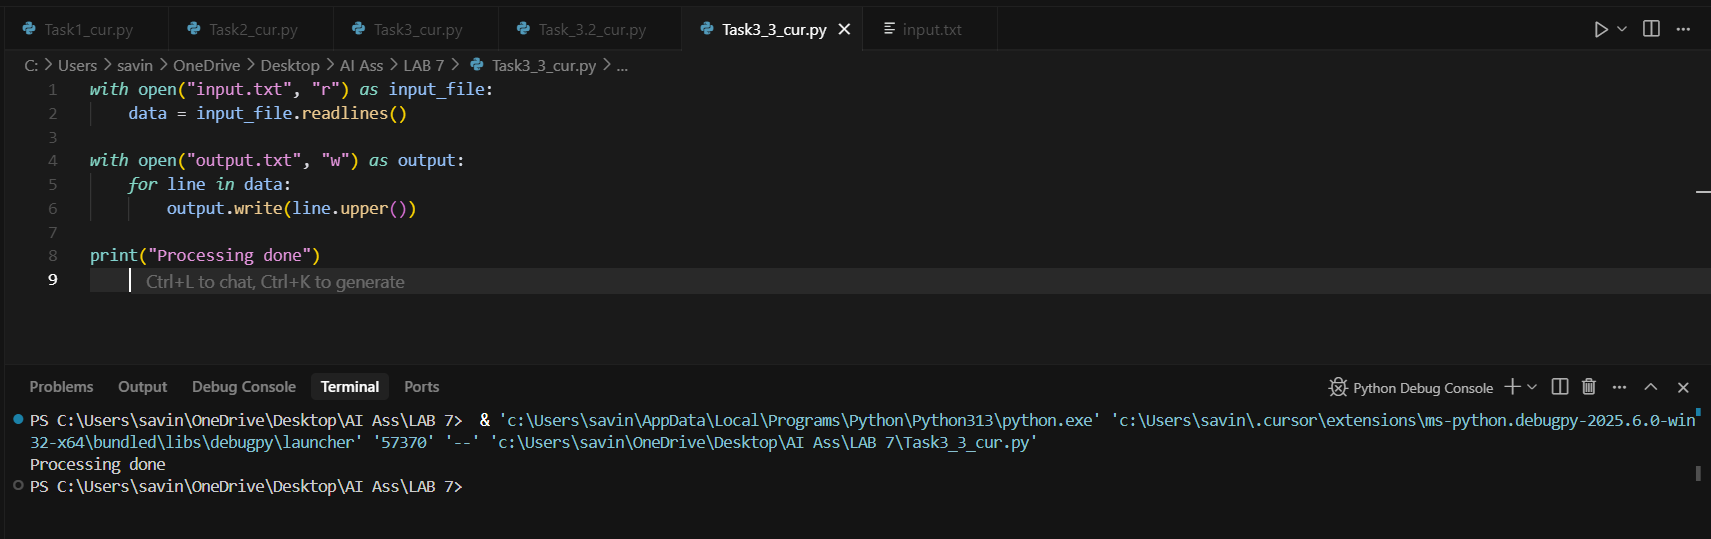 Task1_cur.py Task2_cur.py Task3_cur.py Task_3.2_cur.py Task3_3_cur.py input.txt
C: > Users > savin > OneDrive > Desktop > AI Ass > LAB 7 > Task3_3_cur.py > ...
1 with open("input.txt", "r") as input_file:
2 data = input_file.readlines()
3
4 with open("output.txt", "w") as output:
5 for line in data:
6 output.write(line.upper())
7
8 print("Processing done")
9 Ctrl+L to chat, Ctrl+K to generate
Problems Output Debug Console Terminal Ports Python Debug Console
PS C:\Users\savin\OneDrive\Desktop\AI Ass\LAB 7> & 'c:\Users\savin\AppData\Local\Programs\Python\Python313\python.exe' 'c:\Users\savin\.cursor\extensions\ms-python.debugpy-2025.6.0-win
32-x64\bundled\libs\debugpy\launcher' '57370' '--' 'c:\Users\savin\OneDrive\Desktop\AI Ass\LAB 7\Task3_3_cur.py'
Processing done
PS C:\Users\savin\OneDrive\Desktop\AI Ass\LAB 7>